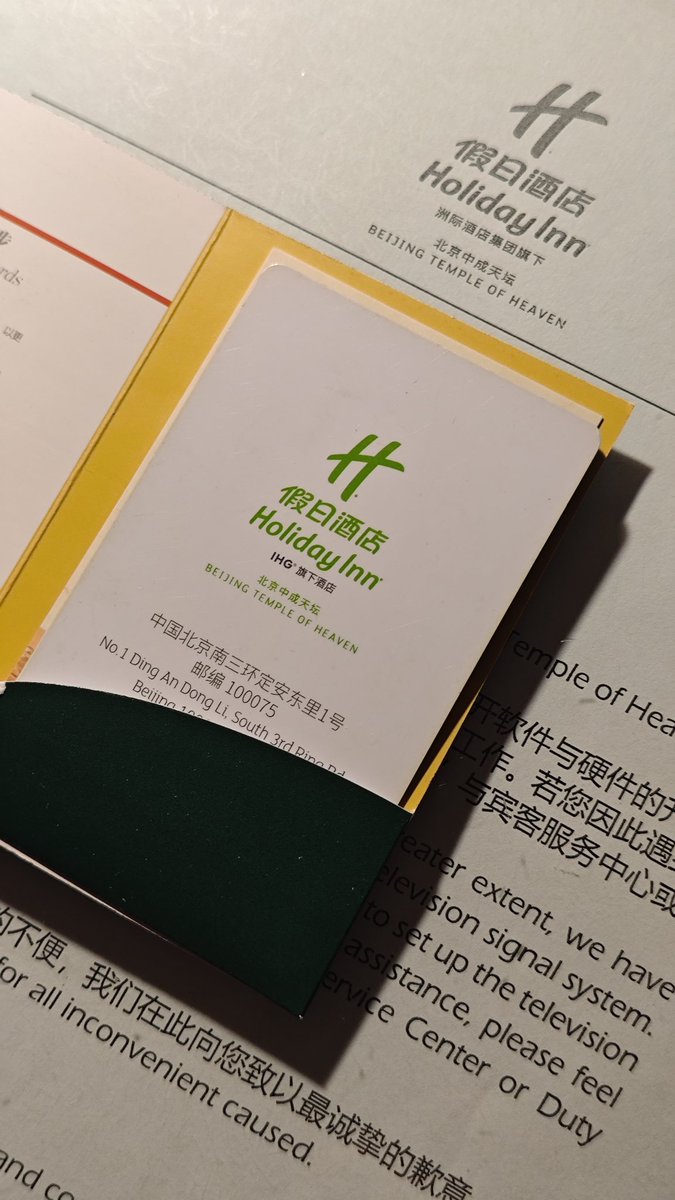 假日酒店
Holiday Inn
洲际酒店集团旗下
北京中成天坛
BEIJING TEMPLE OF HEAVEN
以更
假日酒店
Holiday Inn
IHG® 旗下酒店
北京中成天坛
BEIJING TEMPLE OF HEAVEN
中国北京南三环定安东里1号
邮编 100075
No.1 Ding An Dong Li, South 3rd Ring Rd
Beijing
Temple of Hea
开软件与硬件的升
工作。若您因此遇
与宾客服务中心或
eater extent, we have
elevision signal system.
to set up the television
assistance, please feel
ervice Center or Duty
的不便，我们在此向您致以最诚挚的歉意
for all inconvenient caused.
and co